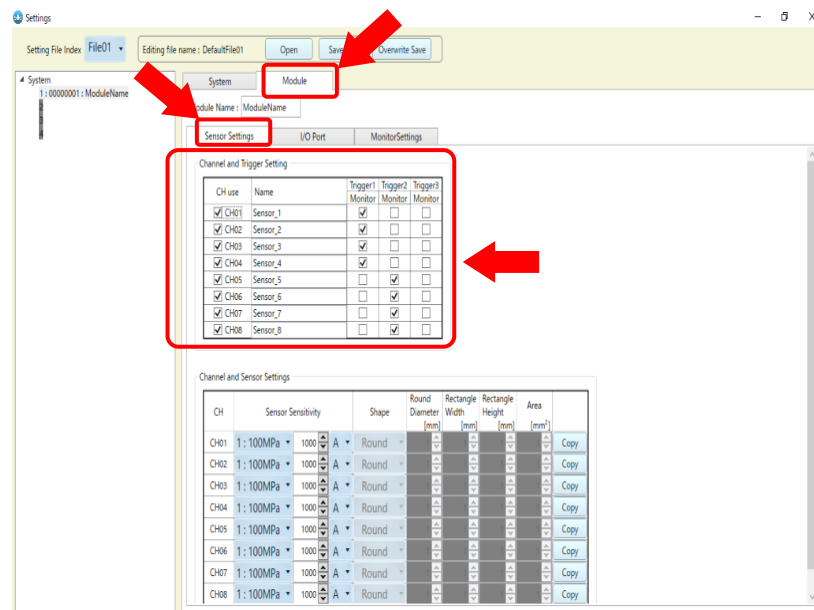 Settings
Setting File Index File01 Editing file name : DefaultFile01 Open Save Overwrite Save
System
1 : 00000001 : ModuleName
2
3
4
System Module
Module Name : ModuleName
Sensor Settings I/O Port MonitorSettings
Channel and Trigger Setting
CH use Name Trigger1 Trigger2 Trigger3
Monitor Monitor Monitor
CH01 Sensor_1
CH02 Sensor_2
CH03 Sensor_3
CH04 Sensor_4
CH05 Sensor_5
CH06 Sensor_6
CH07 Sensor_7
CH08 Sensor_8
Channel and Sensor Settings
CH Sensor Sensitivity Shape Round Diameter [mm] Rectangle Width [mm] Rectangle Height [mm] Area [mm²]
CH01 1 : 100MPa 1000 A Round Copy
CH02 1 : 100MPa 1000 A Round Copy
CH03 1 : 100MPa 1000 A Round Copy
CH04 1 : 100MPa 1000 A Round Copy
CH05 1 : 100MPa 1000 A Round Copy
CH06 1 : 100MPa 1000 A Round Copy
CH07 1 : 100MPa 1000 A Round Copy
CH08 1 : 100MPa 1000 A Round Copy